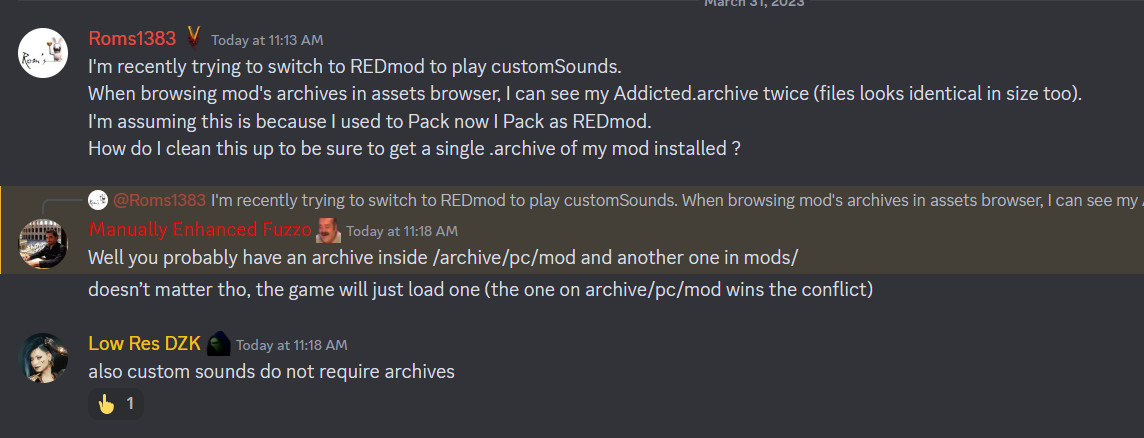 March 31, 2023
Roms1383 Today at 11:13 AM
I'm recently trying to switch to REDmod to play customSounds.
When browsing mod's archives in assets browser, I can see my Addicted.archive twice (files looks identical in size too).
I'm assuming this is because I used to Pack now I Pack as REDmod.
How do I clean this up to be sure to get a single .archive of my mod installed ?
@Roms1383 I'm recently trying to switch to REDmod to play customSounds. When browsing mod's archives in assets browser, I can see my
Manually Enhanced Fuzzo Today at 11:18 AM
Well you probably have an archive inside /archive/pc/mod and another one in mods/
doesn't matter tho, the game will just load one (the one on archive/pc/mod wins the conflict)
Low Res DZK Today at 11:18 AM
also custom sounds do not require archives
1